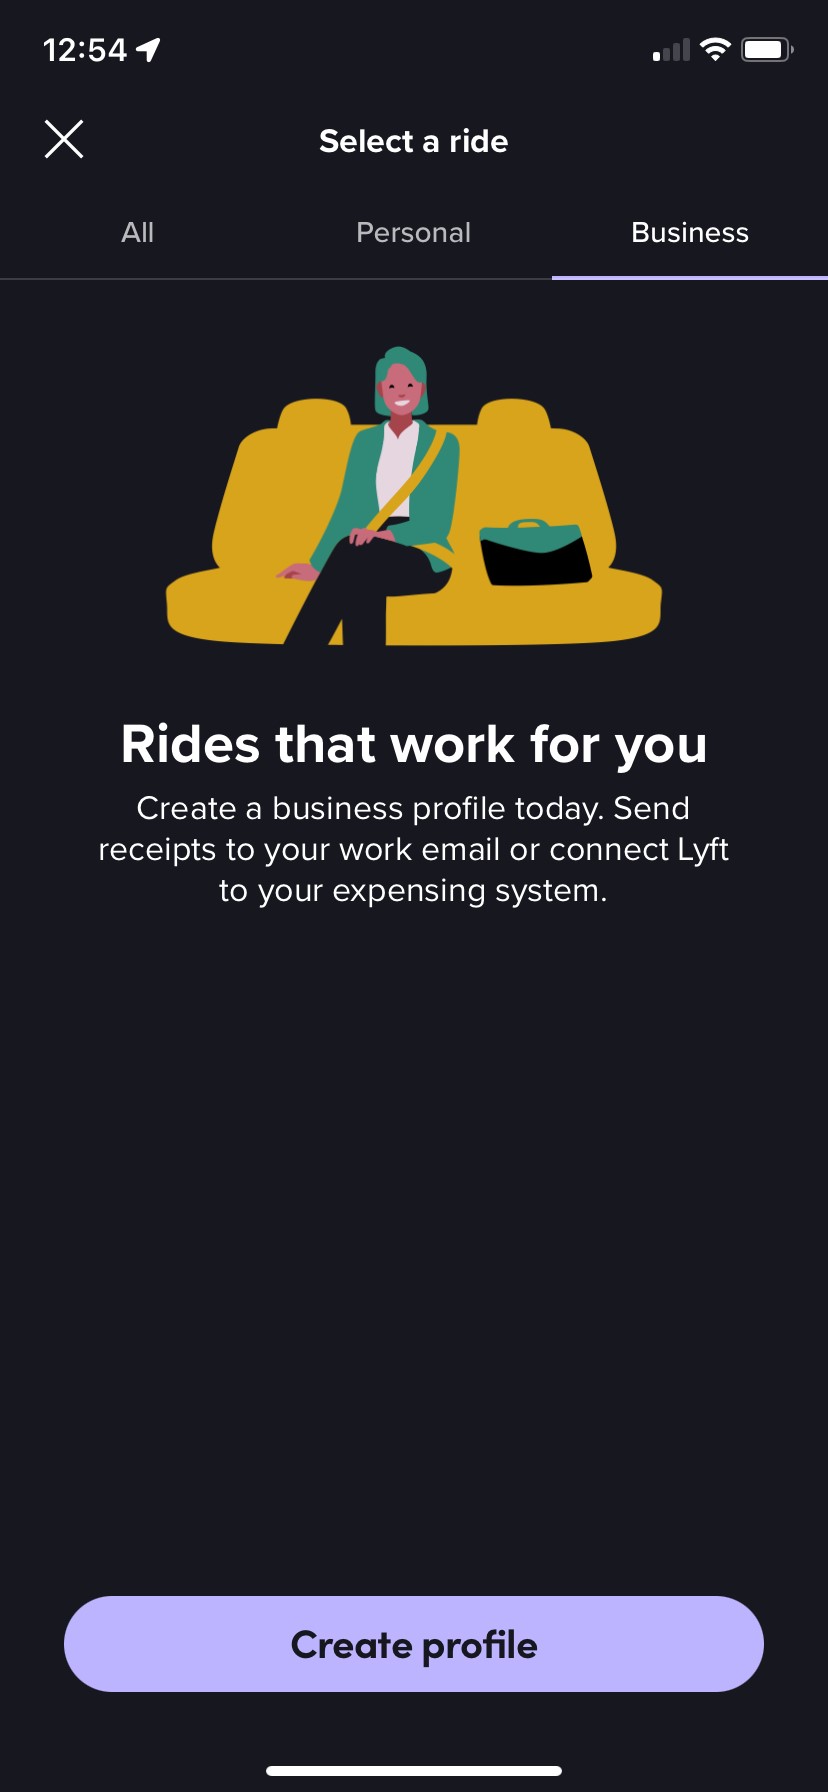 12:54
Select a ride
All
Personal
Business
Rides that work for you
Create a business profile today. Send
receipts to your work email or connect Lyft
to your expensing system.
Create profile